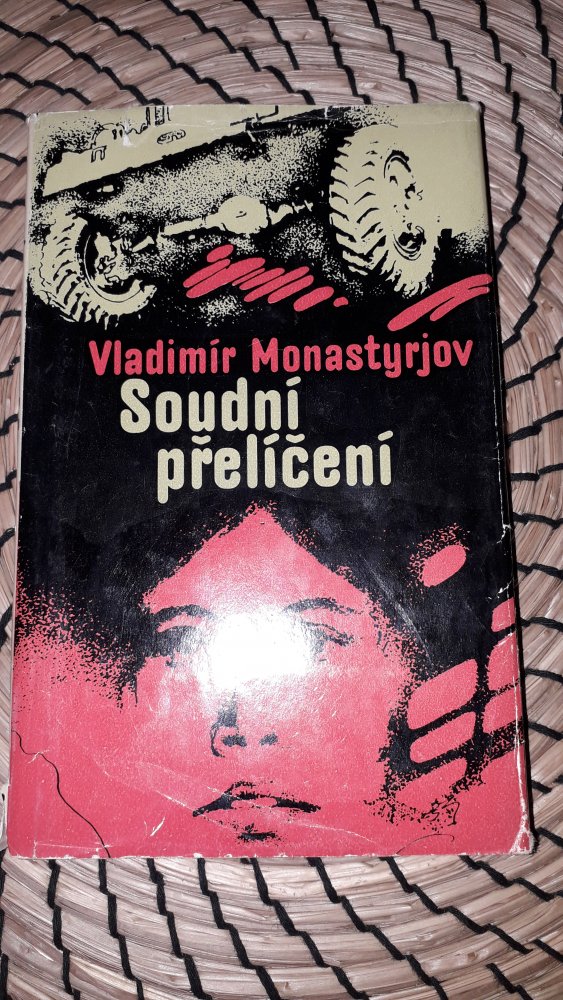 Vladimír Monastyrjov
Soudní
přelíčení